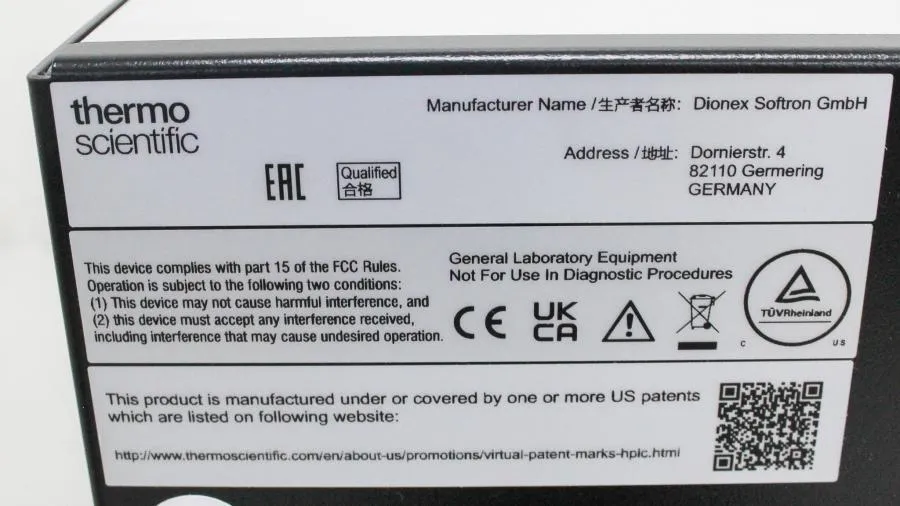 thermo
scientific
Manufacturer Name /生产者名称: Dionex Softron GmbH
Address /地址: Dornierstr. 4
82110 Germering
GERMANY
EAC
Qualified
合格
This device complies with part 15 of the FCC Rules.
Operation is subject to the following two conditions:
(1) This device may not cause harmful interference, and
(2) this device must accept any interference received,
including interference that may cause undesired operation.
General Laboratory Equipment
Not For Use In Diagnostic Procedures
CE
UK
CA
TÜVRheinland
C US
This product is manufactured under or covered by one or more US patents
which are listed on following website:
http://www.thermoscientific.com/en/about-us/promotions/virtual-patent-marks-hplc.html